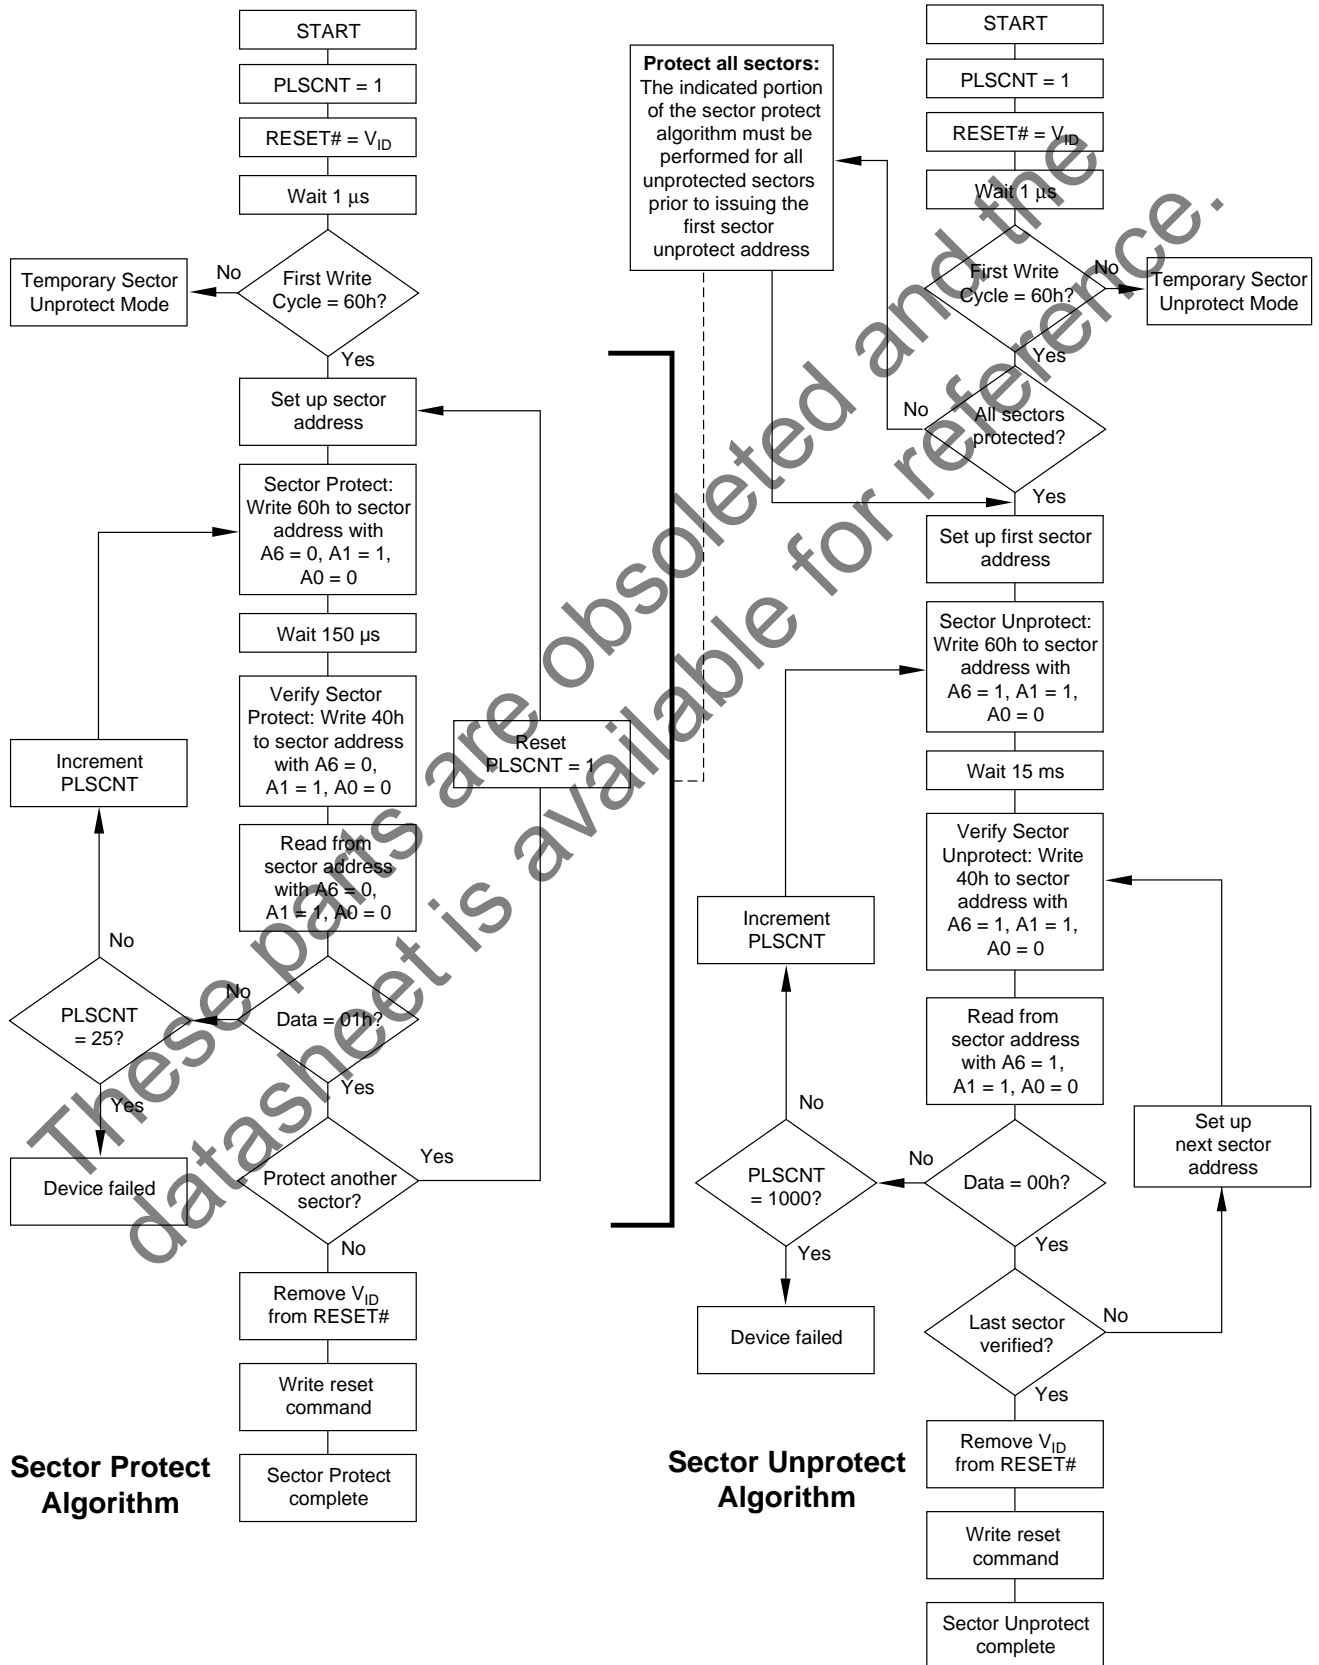 START
PLSCNT = 1
RESET# = VID
Wait 1 μs
First Write
Cycle = 60h?
No
Temporary Sector
Unprotect Mode
Yes
Set up sector
address
Sector Protect:
Write 60h to sector
address with
A6 = 0, A1 = 1,
A0 = 0
Wait 150 μs
Verify Sector
Protect: Write 40h
to sector address
with A6 = 0,
A1 = 1, A0 = 0
Increment
PLSCNT
Reset
PLSCNT = 1
Read from
sector address
with A6 = 0,
A1 = 1, A0 = 0
No
PLSCNT
= 25?
No
Data = 01h?
Yes
Yes
Device failed
Protect another
sector?
Yes
No
Remove VID
from RESET#
Write reset
command
Sector Protect
complete
Sector Protect
Algorithm
Protect all sectors:
The indicated portion
of the sector protect
algorithm must be
performed for all
unprotected sectors
prior to issuing the
first sector
unprotect address
START
PLSCNT = 1
RESET# = VID
Wait 1 μs
First Write
Cycle = 60h?
No
Temporary Sector
Unprotect Mode
Yes
No
All sectors
protected?
Yes
Set up first sector
address
Sector Unprotect:
Write 60h to sector
address with
A6 = 1, A1 = 1,
A0 = 0
Wait 15 ms
Verify Sector
Unprotect: Write
40h to sector
address with
A6 = 1, A1 = 1,
A0 = 0
Increment
PLSCNT
Read from
sector address
with A6 = 1,
A1 = 1, A0 = 0
No
Set up
next sector
address
PLSCNT
= 1000?
No
Data = 00h?
Yes
Yes
Device failed
Last sector
verified?
No
Yes
Remove VID
from RESET#
Write reset
command
Sector Unprotect
complete
Sector Unprotect
Algorithm
These parts are obsoleted and the
datasheet is available for reference.